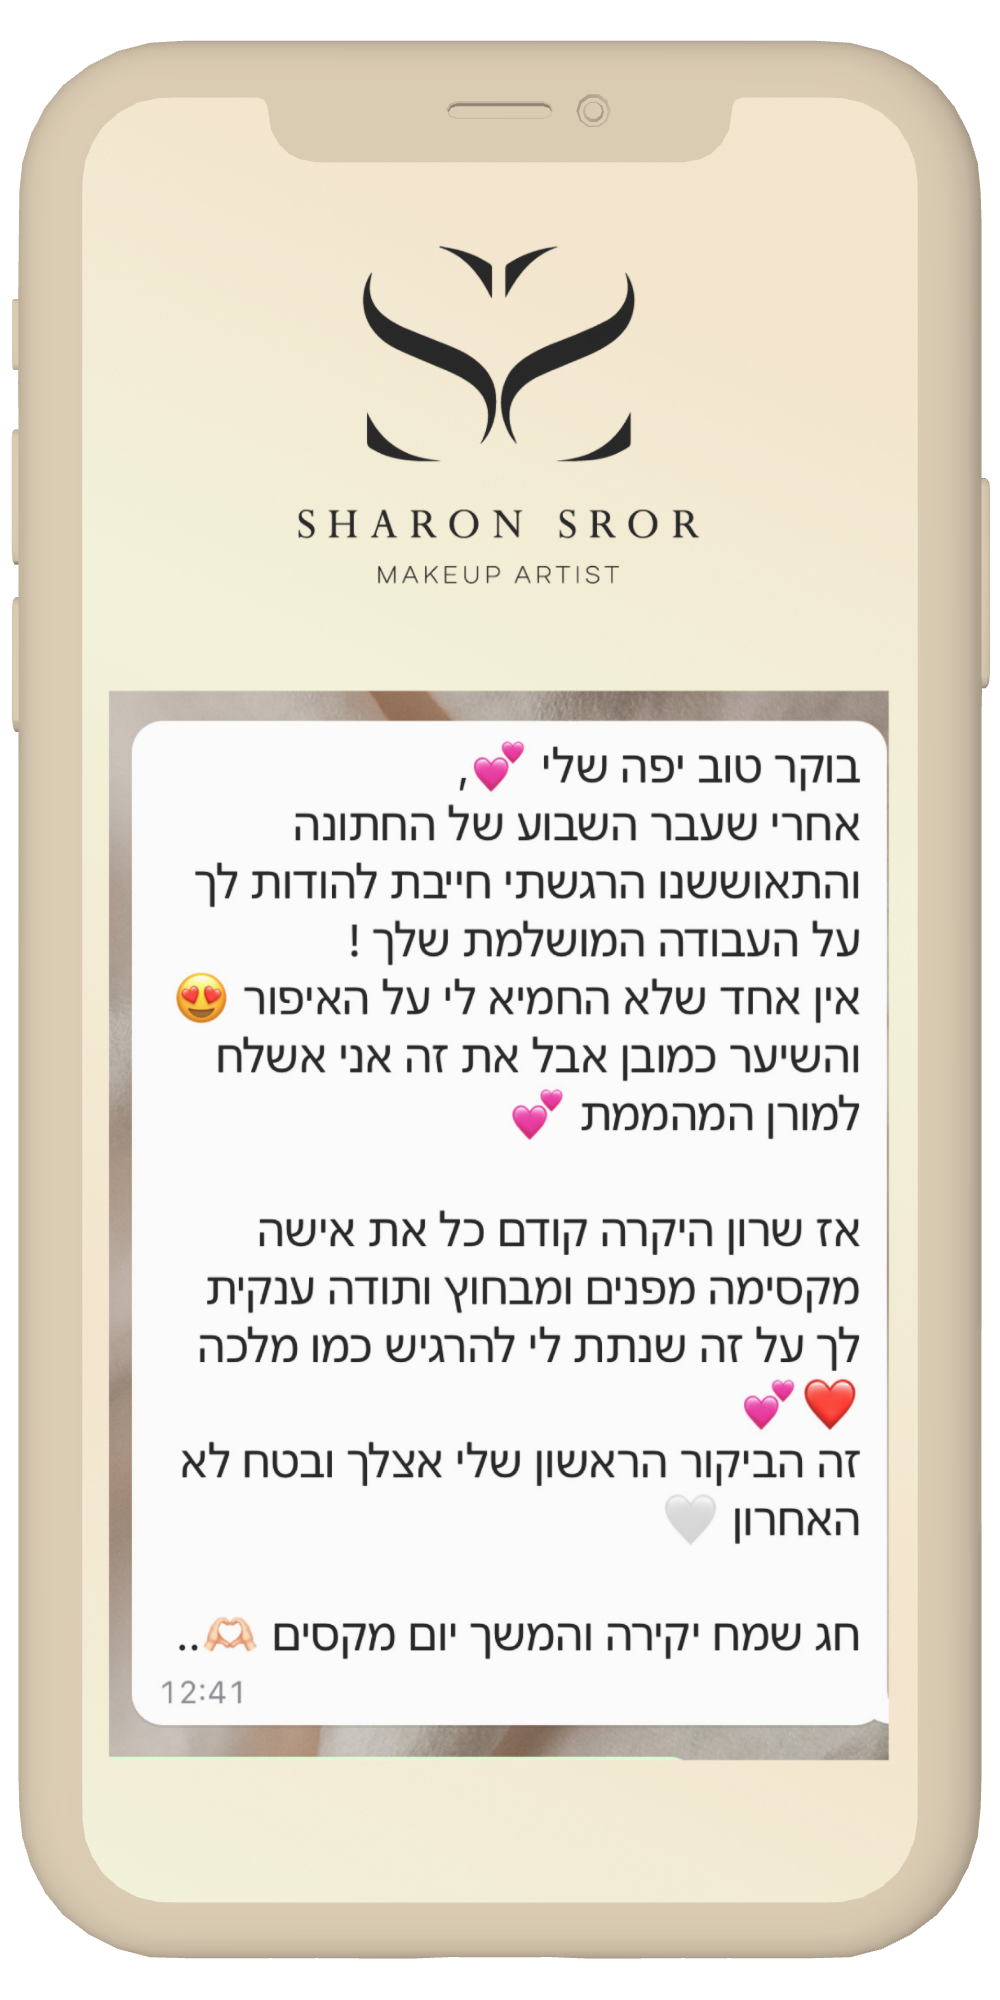 SHARON SROR
MAKEUP ARTIST
בוקר טוב יפה שלי 💕,
אחרי שעבר השבוע של החתונה
והתאוששנו הרגשתי חייבת להודות לך
על העבודה המושלמת שלך !
אין אחד שלא החמיא לי על האיפור 😍
והשיער כמובן אבל את זה אני אשלח
למורן המהממת 💕
אז שרון היקרה קודם כל את אישה
מקסימה מפנים ומבחוץ ותודה ענקית
לך על זה שנתת לי להרגיש כמו מלכה
❤️💕
זה הביקור הראשון שלי אצלך ובטח לא
האחרון 🤍
חג שמח יקירה והמשך יום מקסים 🫶🏻..
12:41